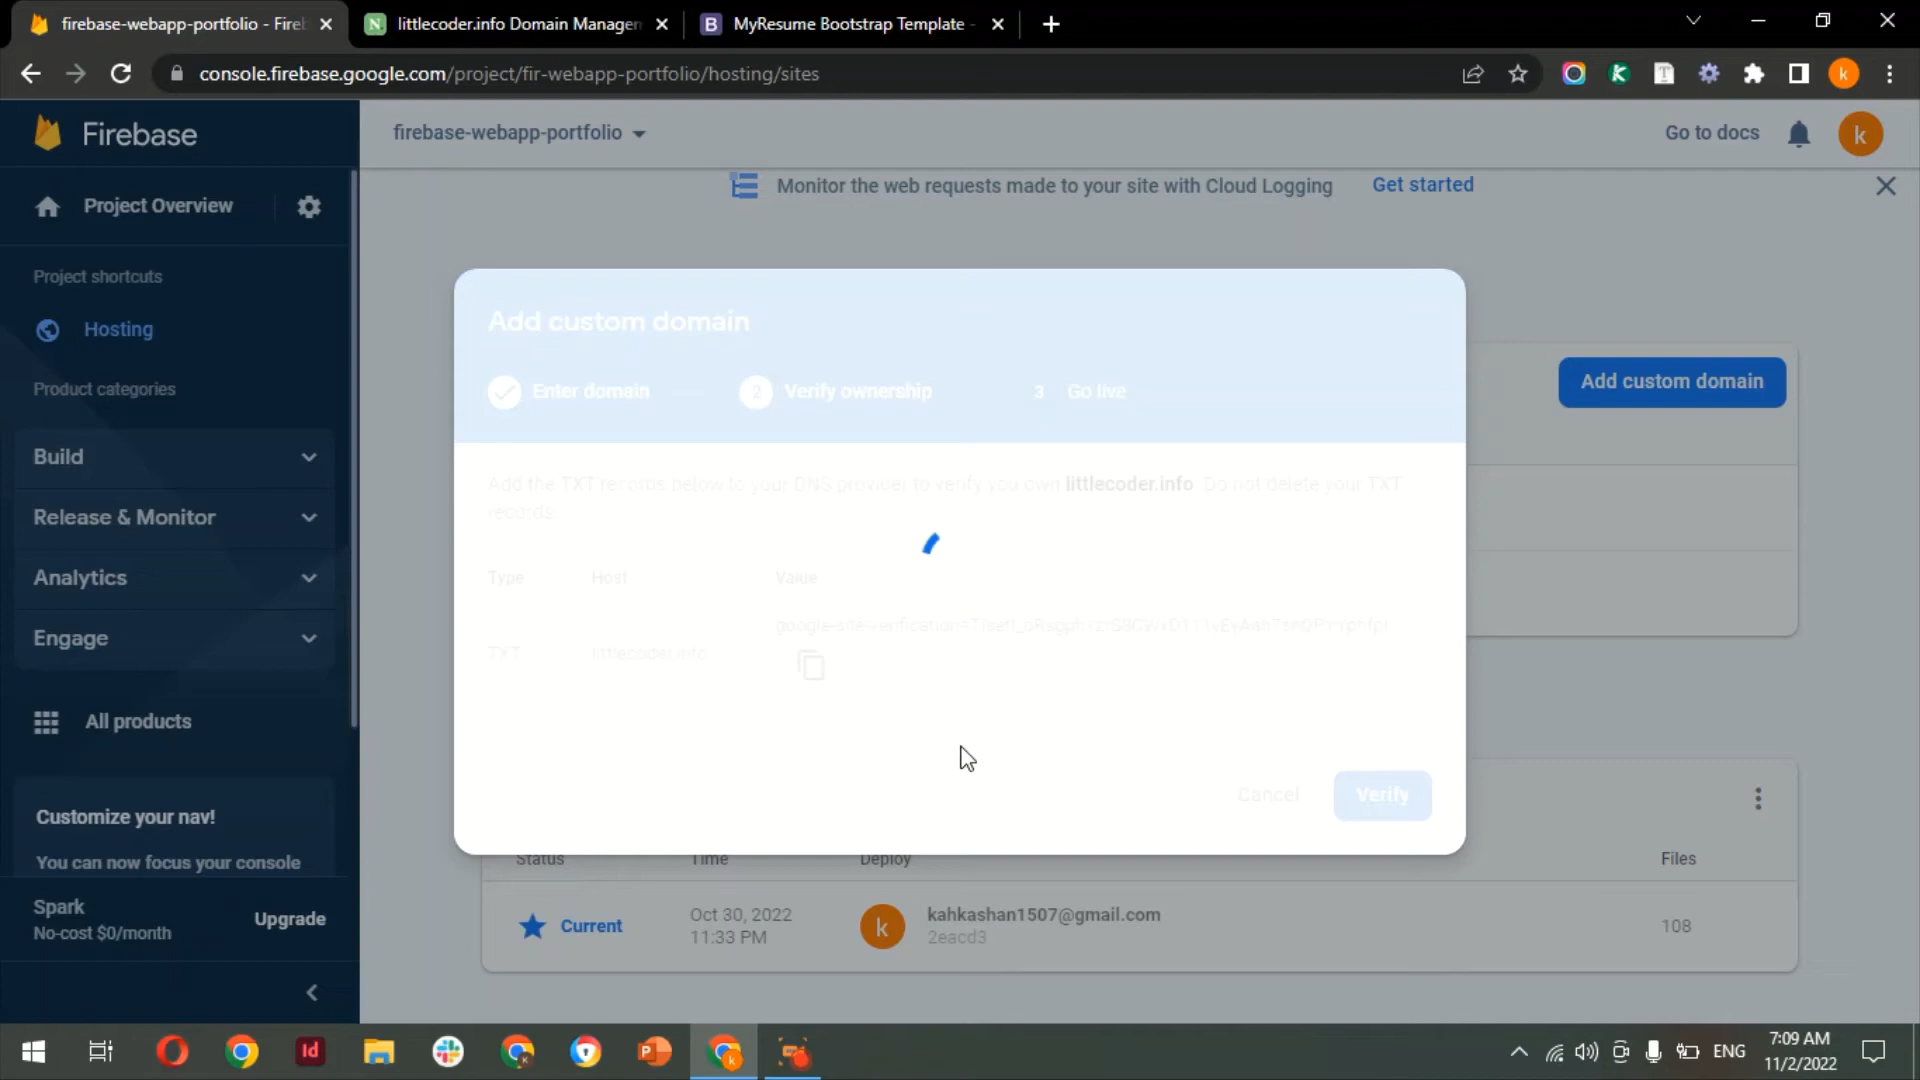 firebase-webapp-portfolio - Fireb
littlecoder.info Domain Managem
MyResume Bootstrap Template -
console.firebase.google.com/project/fir-webapp-portfolio/hosting/sites
Firebase
firebase-webapp-portfolio
Go to docs
k
Monitor the web requests made to your site with Cloud Logging
Get started
Project Overview
Project shortcuts
Hosting
Product categories
Build
Release & Monitor
Analytics
Engage
All products
Customize your nav!
You can now focus your console
Spark
No-cost $0/month
Upgrade
Add custom domain
Add custom domain
Enter domain
2 Verify ownership
3 Go live
Add the TXT records below to your DNS provider to verify you own littlecoder.info. Do not delete your TXT
records.
Type Host Value
TXT littlecoder.info
Cancel
Verify
Status Time Deploy Files
Current
Oct 30, 2022
11:33 PM
k
kahkashan1507@gmail.com
2eacd3
108
ENG
7:09 AM
11/2/2022